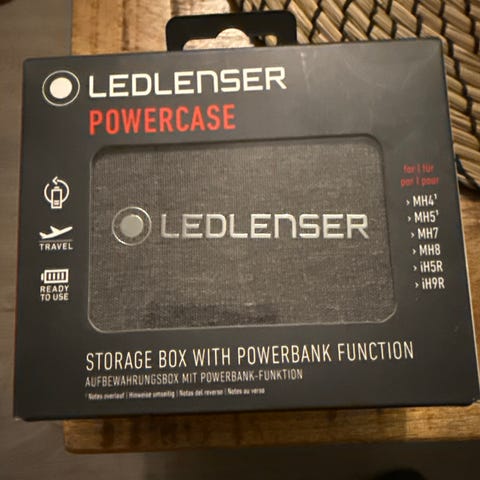 LEDLENSER
POWERCASE
for | für
par | pour
› MH4¹
› MH5¹
› MH7
› MH8
› iH5R
› iH9R
LEDLENSER
TRAVEL
READY
TO USE
STORAGE BOX WITH POWERBANK FUNCTION
AUFBEWAHRUNGSBOX MIT POWERBANK-FUNKTION
¹ Notes overleaf | Hinweise umseitig | Notas del reverso | Notes au verso